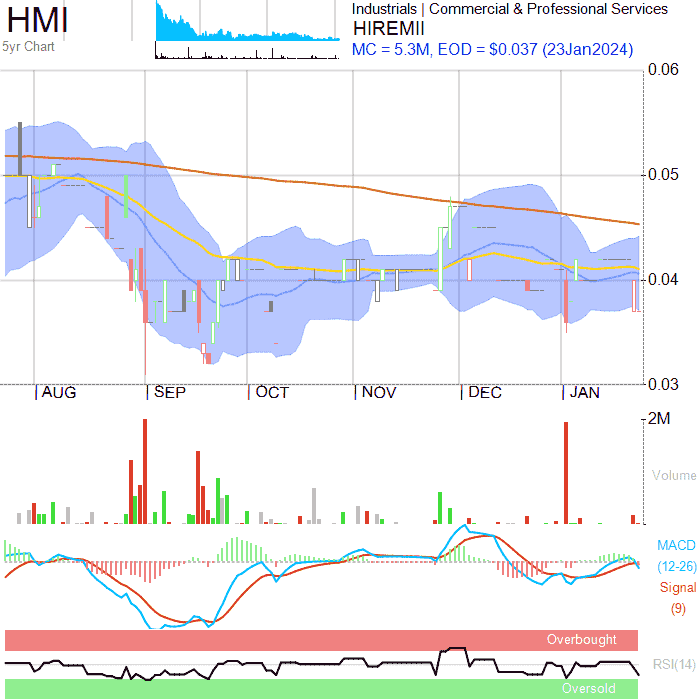 HMI
5yr Chart
Industrials | Commercial & Professional Services
HIREMII
MC = 5.3M, EOD = $0.037 (23Jan2024)
0.06
0.05
0.04
0.03
AUG SEP OCT NOV DEC JAN
2M
Volume
MACD
(12-26)
Signal
(9)
Overbought
RSI(14)
Oversold